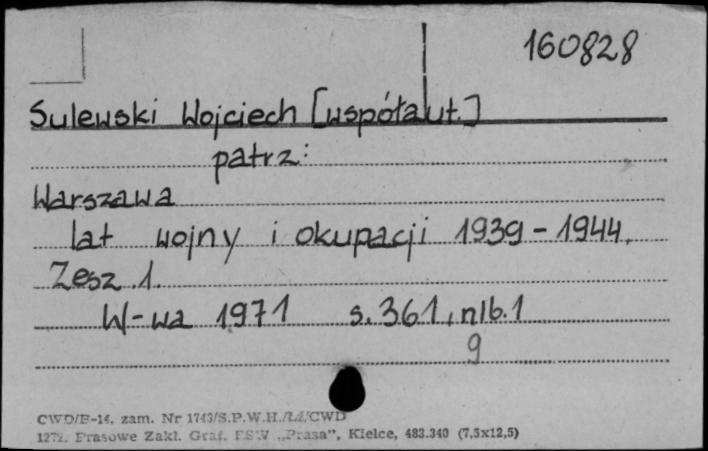 160828
Sulewski Wojciech [współaut.]
patrz:
Warszawa
lat wojny i okupacji 1939-1944.
Zesz. 1.
W-wa 1971 s. 361, nlb. 1
9
CWD/B-14. zam. Nr 1743/S.P.W.H./Ł/CWD
Prasowe Zakł. Graf. RSW „Prasa”, Kielce, 483.340 (7,5x12,5)